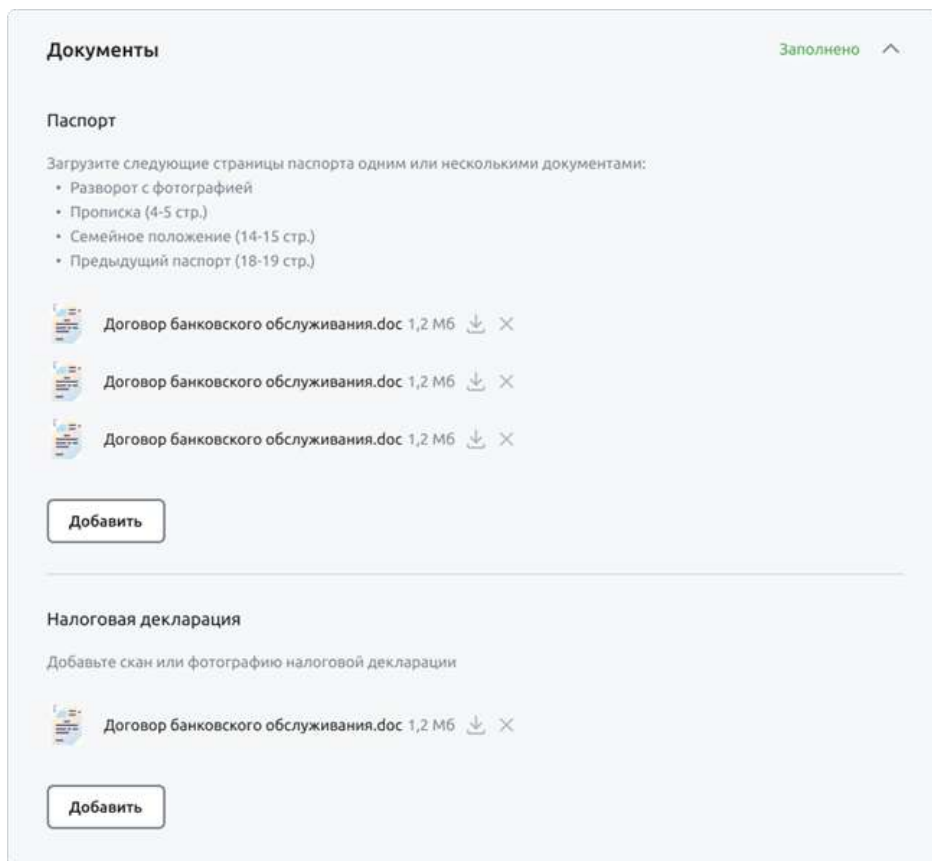 Документы
Заполнено
Паспорт
Загрузите следующие страницы паспорта одним или несколькими документами:
• Разворот с фотографией
• Прописка (4-5 стр.)
• Семейное положение (14-15 стр.)
• Предыдущий паспорт (18-19 стр.)
Договор банковского обслуживания.doc 1,2 Мб
Договор банковского обслуживания.doc 1,2 Мб
Договор банковского обслуживания.doc 1,2 Мб
Добавить
Налоговая декларация
Добавьте скан или фотографию налоговой декларации
Договор банковского обслуживания.doc 1,2 Мб
Добавить